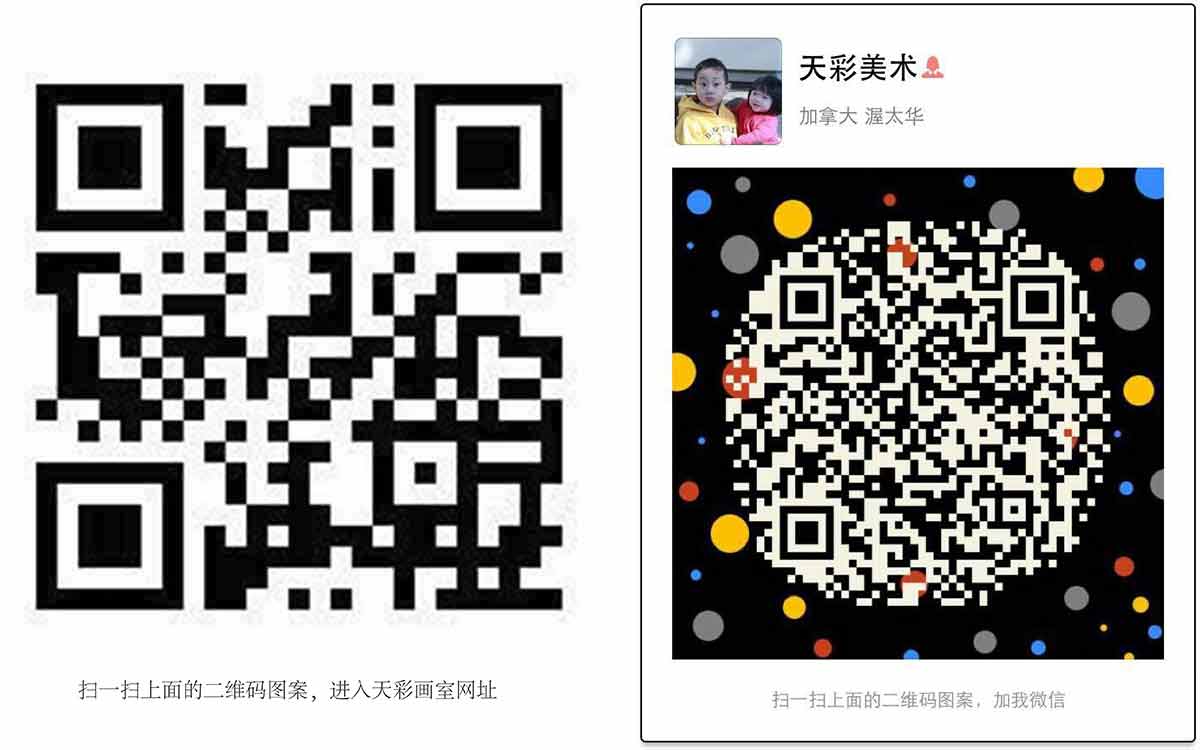 扫一扫上面的二维码图案，进入天彩画室网址
天彩美术
加拿大 渥太华
扫一扫上面的二维码图案，加我微信